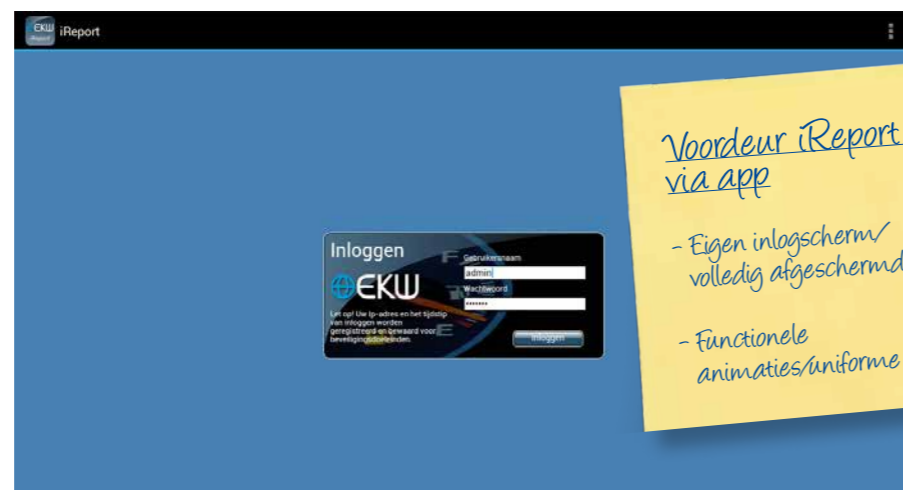 EKW iReport
Inloggen
Gebruikersnaam
admin
EKW
Wachtwoord
*******
Let op! Uw Ip-adres en het tijdstip
van inloggen worden
geregistreerd en bewaard voor
beveiligingsdoeleinden.
Inloggen
Voordeur iReport
via app
- Eigen inlogscherm/
volledig afgeschermd
- Functionele
animaties/uniforme